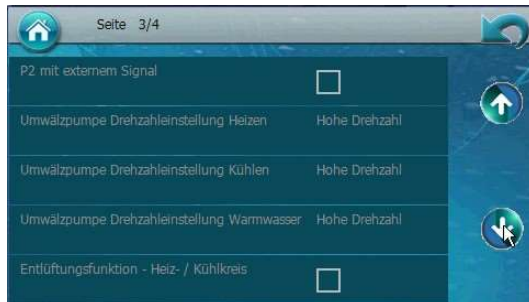 Seite 3/4
P2 mit externem Signal
Umwälzpumpe Drehzahleinstellung Heizen Hohe Drehzahl
Umwälzpumpe Drehzahleinstellung Kühlen Hohe Drehzahl
Umwälzpumpe Drehzahleinstellung Warmwasser Hohe Drehzahl
Entlüftungsfunktion - Heiz- / Kühlkreis